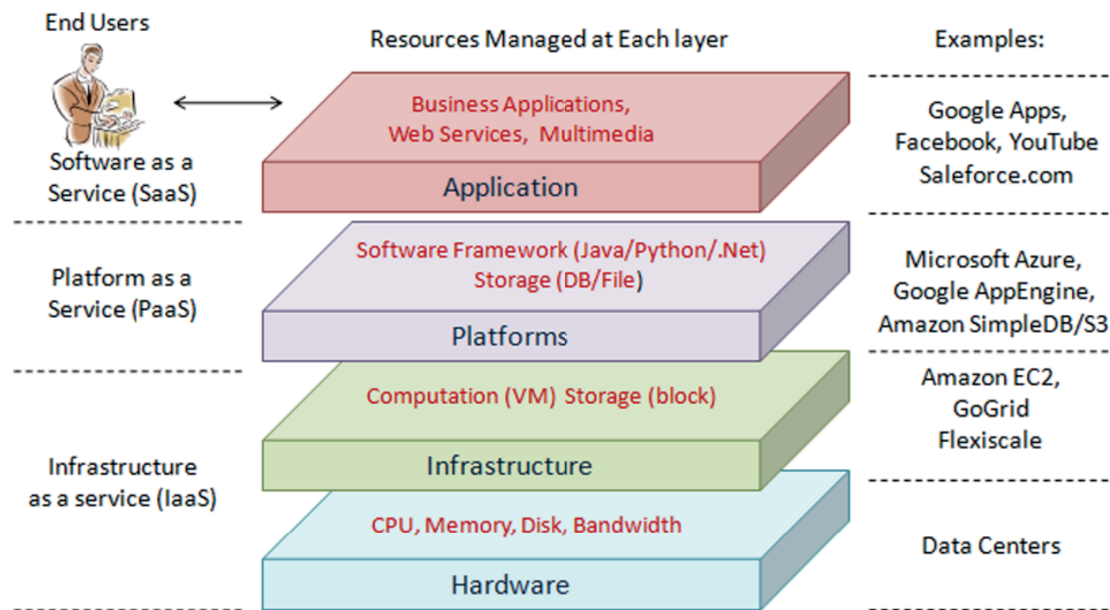 End Users
Resources Managed at Each layer
Examples:
Business Applications,
Web Services, Multimedia
Application
Software as a
Service (SaaS)
Google Apps,
Facebook, YouTube
Saleforce.com
Software Framework (Java/Python/.Net)
Storage (DB/File)
Platforms
Platform as a
Service (PaaS)
Microsoft Azure,
Google AppEngine,
Amazon SimpleDB/S3
Computation (VM) Storage (block)
Infrastructure
Amazon EC2,
GoGrid
Flexiscale
Infrastructure
as a service (IaaS)
CPU, Memory, Disk, Bandwidth
Hardware
Data Centers